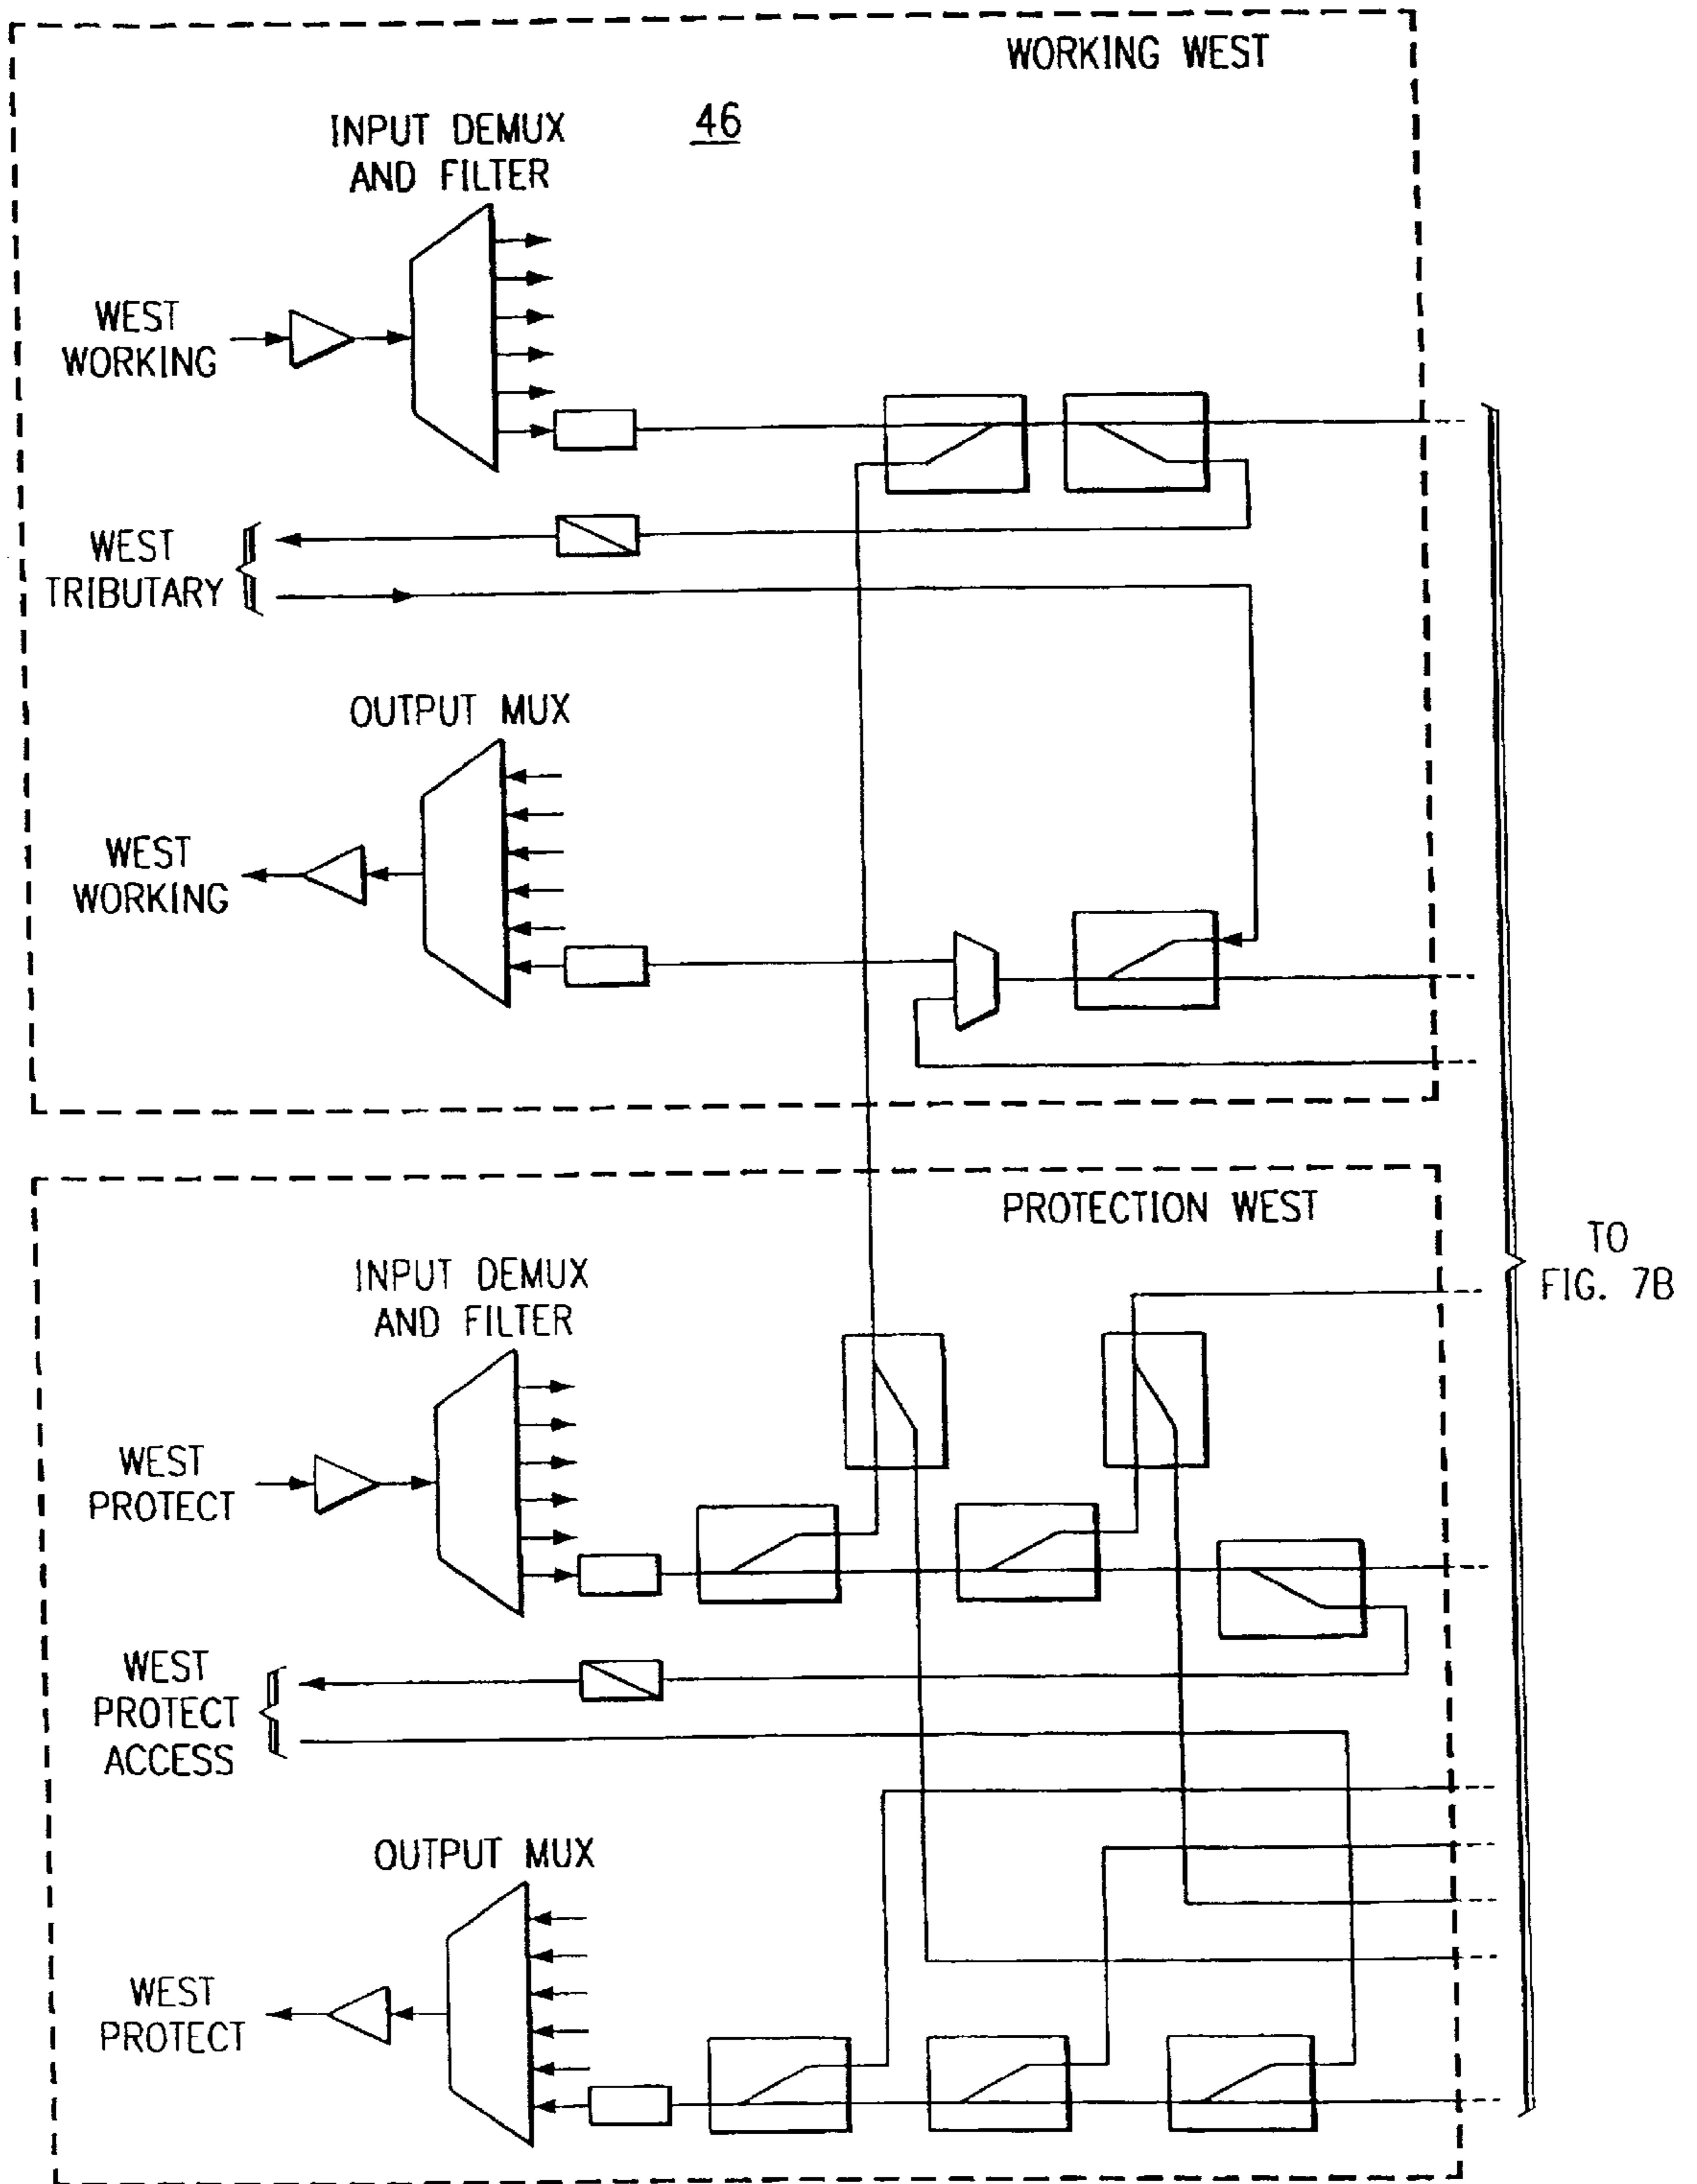 WORKING WEST
46
INPUT DEMUX
AND FILTER
WEST
WORKING
WEST
TRIBUTARY
OUTPUT MUX
WEST
WORKING
PROTECTION WEST
TO
FIG. 7B
INPUT DEMUX
AND FILTER
WEST
PROTECT
WEST
PROTECT
ACCESS
OUTPUT MUX
WEST
PROTECT